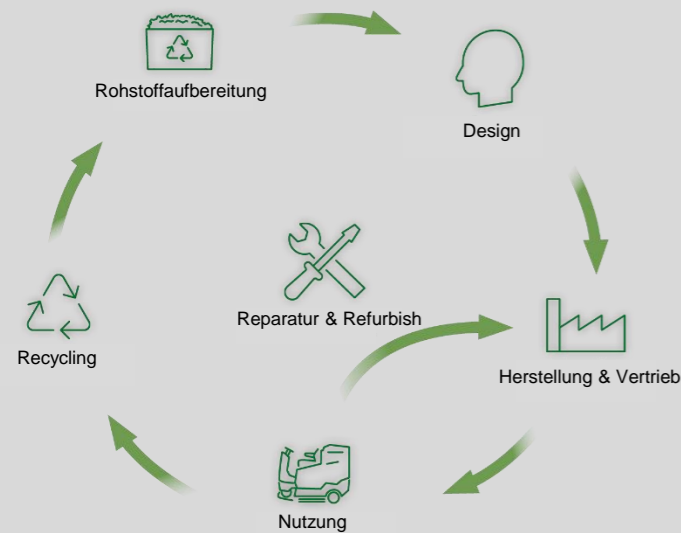 Rohstoffaufbereitung
Design
Reparatur & Refurbish
Recycling
Herstellung & Vertrieb
Nutzung